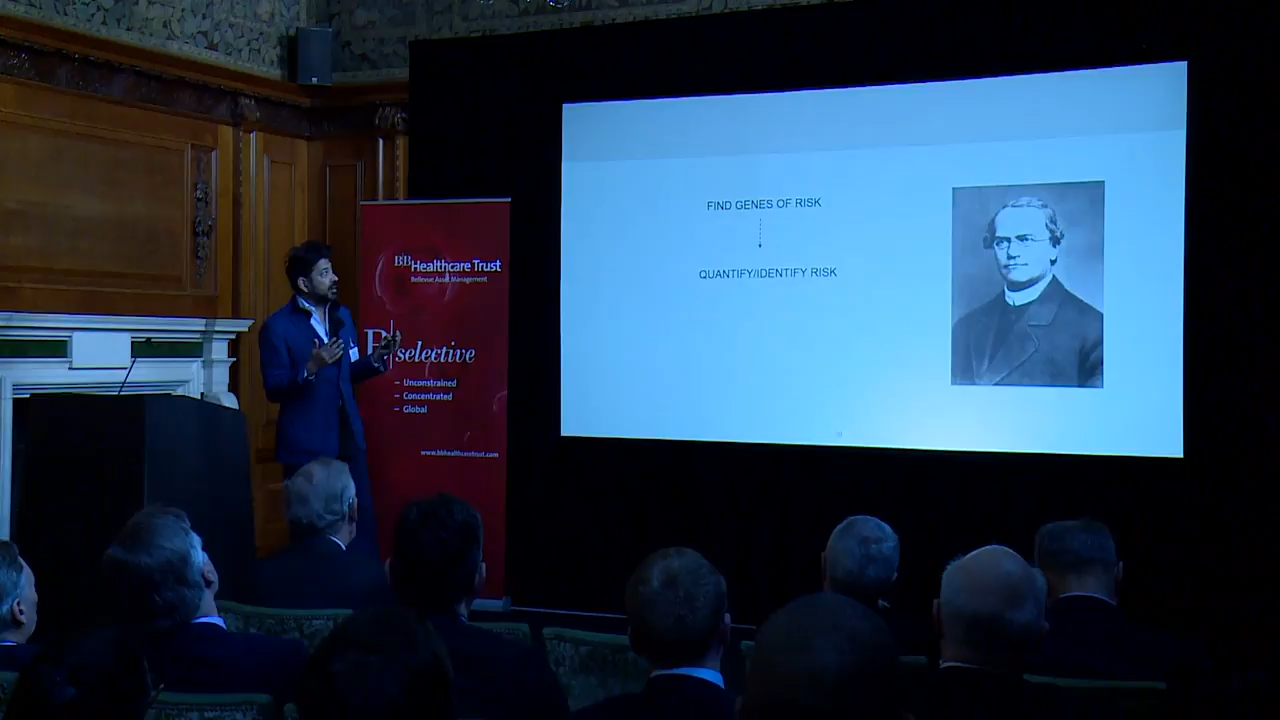 BB Healthcare Trust
Bellevue Asset Management
B|selective
– Unconstrained
– Concentrated
– Global
www.bbhealthcaretrust.com
FIND GENES OF RISK
QUANTIFY/IDENTIFY RISK